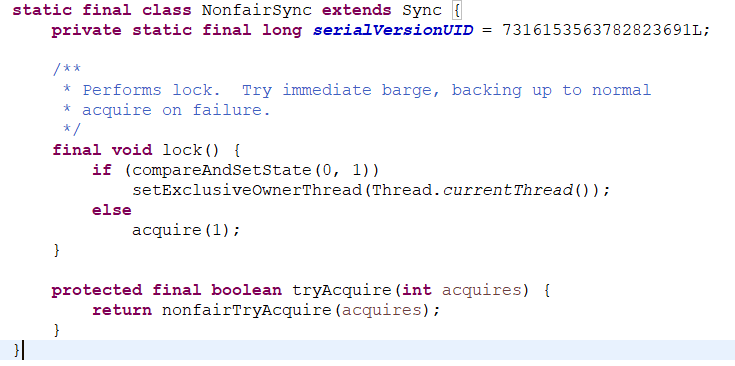 static final class NonfairSync extends Sync {
    private static final long serialVersionUID = 7316153563782823691L;

    /**
     * Performs lock.  Try immediate barge, backing up to normal
     * acquire on failure.
     */
    final void lock() {
        if (compareAndSetState(0, 1))
            setExclusiveOwnerThread(Thread.currentThread());
        else
            acquire(1);
    }

    protected final boolean tryAcquire(int acquires) {
        return nonfairTryAcquire(acquires);
    }
}